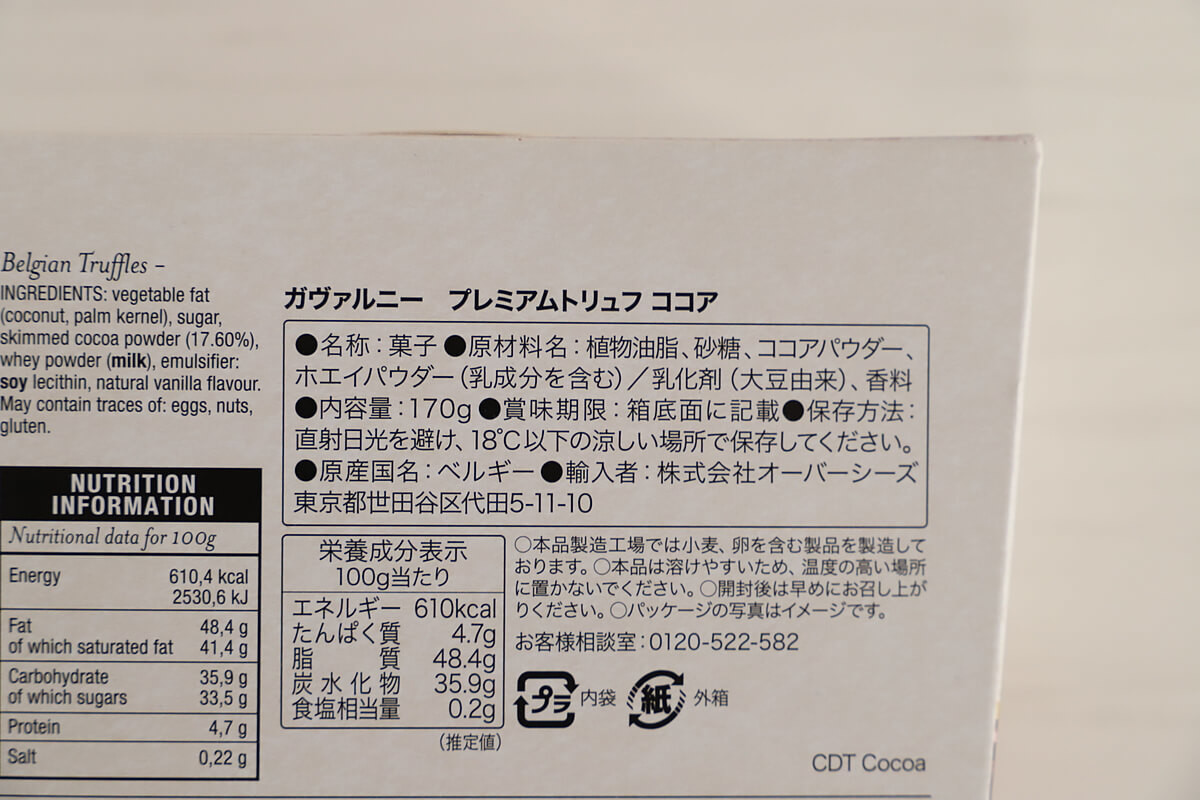 Belgian Truffles –
INGREDIENTS: vegetable fat
(coconut, palm kernel), sugar,
skimmed cocoa powder (17.60%),
whey powder (milk), emulsifier:
soy lecithin, natural vanilla flavour.
May contain traces of: eggs, nuts,
gluten.
NUTRITION
INFORMATION
Nutritional data for 100g
Energy 610,4 kcal
2530,6 kJ
Fat 48,4 g
of which saturated fat 41,4 g
Carbohydrate 35,9 g
of which sugars 33,5 g
Protein 4,7 g
Salt 0,22 g
ガヴァルニー プレミアムトリュフ ココア
●名称：菓子 ●原材料名：植物油脂、砂糖、ココアパウダー、
ホエイパウダー（乳成分を含む）／乳化剤（大豆由来）、香料
●内容量：170g ●賞味期限：箱底面に記載●保存方法：
直射日光を避け、18℃以下の涼しい場所で保存してください。
●原産国名：ベルギー ●輸入者：株式会社オーバーシーズ
東京都世田谷区代田5-11-10
栄養成分表示
100g当たり
エネルギー 610kcal
たんぱく質 4.7g
脂質 48.4g
炭水化物 35.9g
食塩相当量 0.2g
（推定値）
○本品製造工場では小麦、卵を含む製品を製造して
おります。○本品は溶けやすいため、温度の高い場所
に置かないでください。○開封後は早めにお召し上が
りください。○パッケージの写真はイメージです。
お客様相談室：0120-522-582
プラ 内袋 紙 外箱
CDT Cocoa